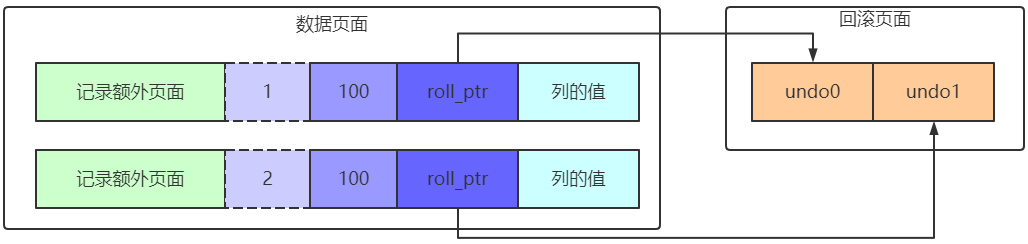 数据页面
回滚页面
记录额外页面 1 100 roll_ptr 列的值
undo0 undo1
记录额外页面 2 100 roll_ptr 列的值